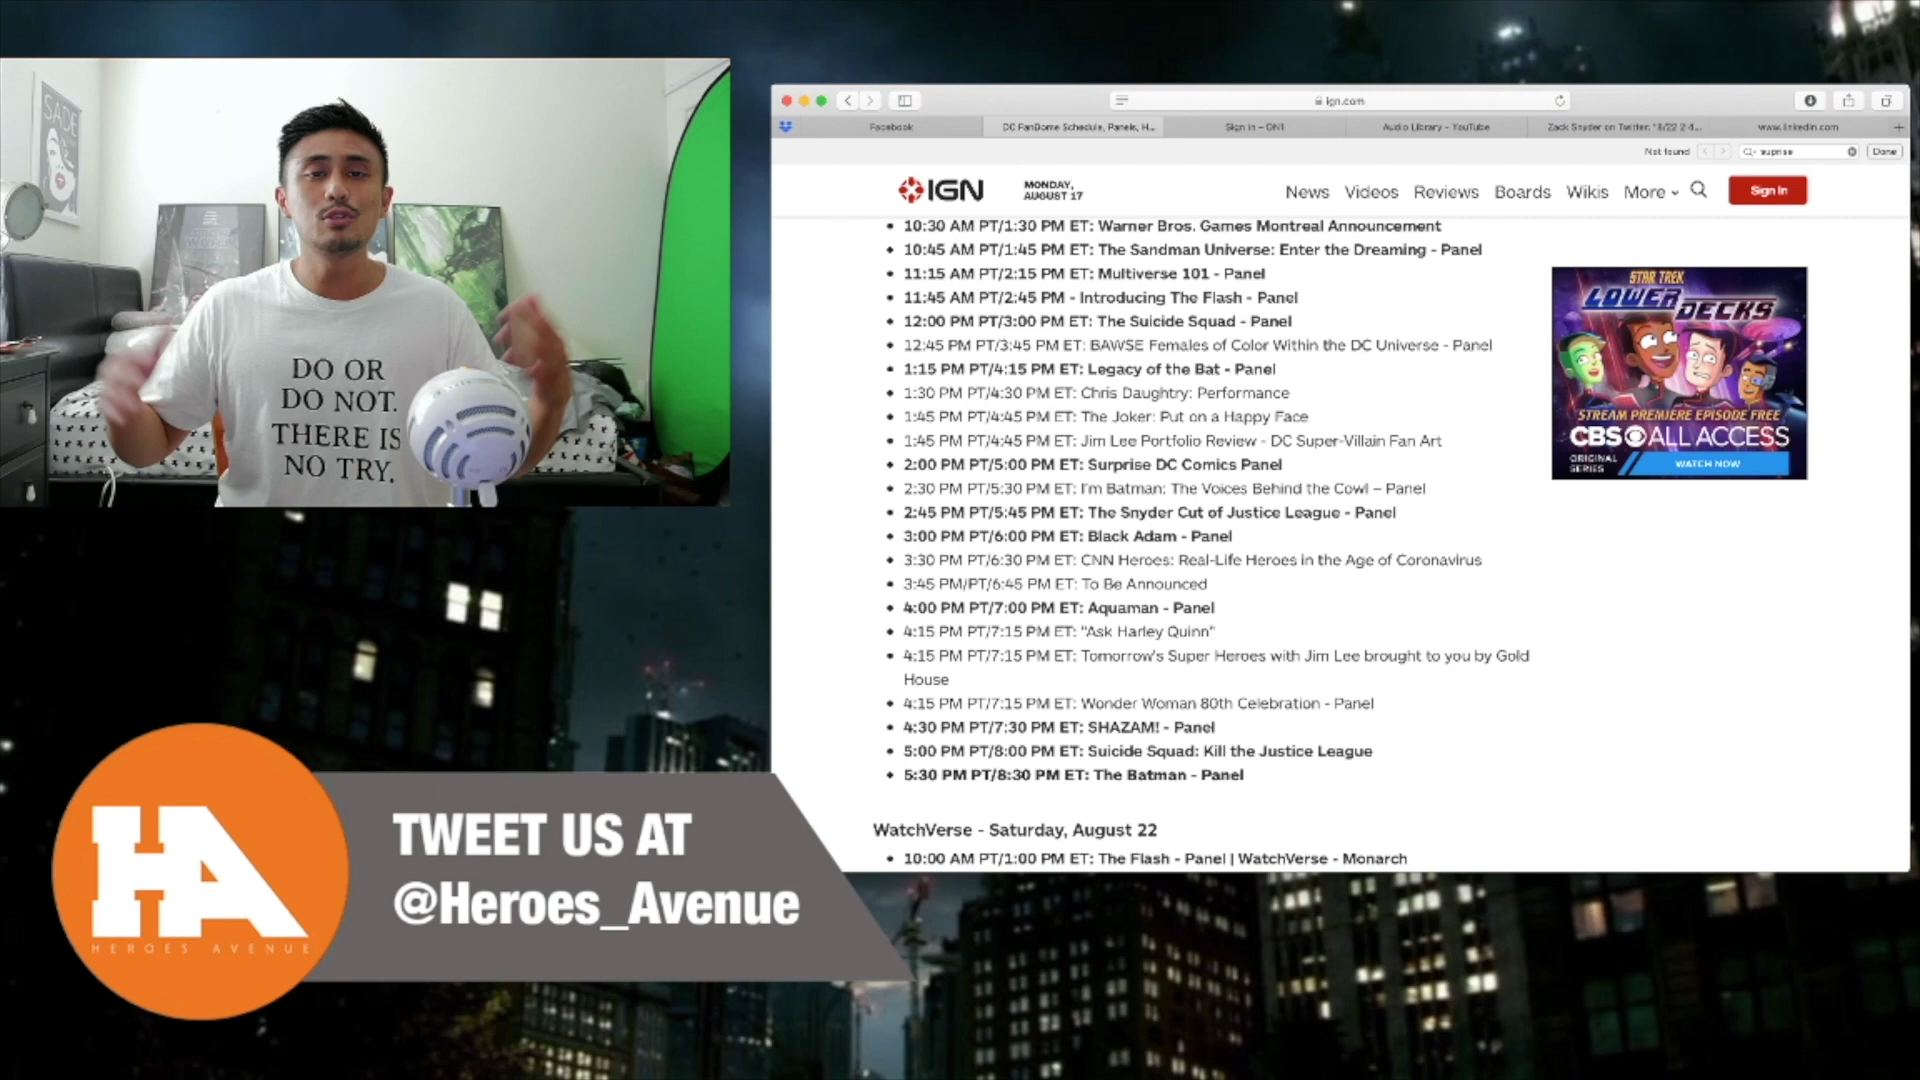 SADE
DO OR
DO NOT.
THERE IS
NO TRY.
ign.com
Facebook
DC FanDome Schedule, Panels, H...
Sign In – ON1
Audio Library - YouTube
Zack Snyder on Twitter: "8/22 2:4...
www.linkedin.com
Not found
suprise
Done
IGN
MONDAY,
AUGUST 17
News Videos Reviews Boards Wikis More
Sign In
10:30 AM PT/1:30 PM ET: Warner Bros. Games Montreal Announcement
10:45 AM PT/1:45 PM ET: The Sandman Universe: Enter the Dreaming - Panel
11:15 AM PT/2:15 PM ET: Multiverse 101 - Panel
11:45 AM PT/2:45 PM - Introducing The Flash - Panel
12:00 PM PT/3:00 PM ET: The Suicide Squad - Panel
12:45 PM PT/3:45 PM ET: BAWSE Females of Color Within the DC Universe - Panel
1:15 PM PT/4:15 PM ET: Legacy of the Bat - Panel
1:30 PM PT/4:30 PM ET: Chris Daughtry: Performance
1:45 PM PT/4:45 PM ET: The Joker: Put on a Happy Face
1:45 PM PT/4:45 PM ET: Jim Lee Portfolio Review - DC Super-Villain Fan Art
2:00 PM PT/5:00 PM ET: Surprise DC Comics Panel
2:30 PM PT/5:30 PM ET: I'm Batman: The Voices Behind the Cowl – Panel
2:45 PM PT/5:45 PM ET: The Snyder Cut of Justice League - Panel
3:00 PM PT/6:00 PM ET: Black Adam - Panel
3:30 PM PT/6:30 PM ET: CNN Heroes: Real-Life Heroes in the Age of Coronavirus
3:45 PM/PT/6:45 PM ET: To Be Announced
4:00 PM PT/7:00 PM ET: Aquaman - Panel
4:15 PM PT/7:15 PM ET: "Ask Harley Quinn"
4:15 PM PT/7:15 PM ET: Tomorrow's Super Heroes with Jim Lee brought to you by Gold
House
4:15 PM PT/7:15 PM ET: Wonder Woman 80th Celebration - Panel
4:30 PM PT/7:30 PM ET: SHAZAM! - Panel
5:00 PM PT/8:00 PM ET: Suicide Squad: Kill the Justice League
5:30 PM PT/8:30 PM ET: The Batman - Panel
WatchVerse - Saturday, August 22
10:00 AM PT/1:00 PM ET: The Flash - Panel | WatchVerse - Monarch
STAR TREK
LOWER DECKS
STREAM PREMIERE EPISODE FREE
CBS ALL ACCESS
ORIGINAL
SERIES
WATCH NOW
HA
HEROES AVENUE
TWEET US AT
@Heroes_Avenue